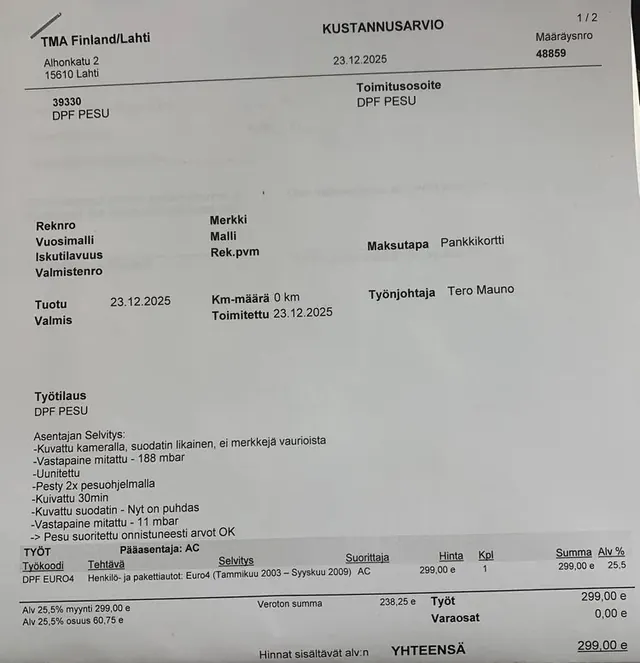 KUSTANNUSARVIO 1 / 2
TMA Finland/Lahti
Määräysnro
Alhonkatu 2 23.12.2025 48859
15610 Lahti
39330 Toimitusosoite
DPF PESU DPF PESU
Reknro Merkki
Vuosimalli Malli
Iskutilavuus Rek.pvm Maksutapa Pankkikortti
Valmistenro
Tuotu 23.12.2025 Km-määrä 0 km Työnjohtaja Tero Mauno
Valmis Toimitettu 23.12.2025
Työtilaus
DPF PESU
Asentajan Selvitys:
-Kuvattu kameralla, suodatin likainen, ei merkkejä vaurioista
-Vastapaine mitattu - 188 mbar
-Uunitettu
-Pesty 2x pesuohjelmalla
-Kuivattu 30min
-Kuvattu suodatin - Nyt on puhdas
-Vastapaine mitattu - 11 mbar
-> Pesu suoritettu onnistuneesti arvot OK
TYÖT Pääasentaja: AC
Työkoodi Tehtävä Selvitys Suorittaja Hinta Kpl Summa Alv %
DPF EURO4 Henkilö- ja pakettiautot: Euro4 (Tammikuu 2003 – Syyskuu 2009) AC 299,00 e 1 299,00 e 25,5
Alv 25,5% myynti 299,00 e Veroton summa 238,25 e Työt 299,00 e
Alv 25,5% osuus 60,75 e Varaosat 0,00 e
Hinnat sisältävät alv:n YHTEENSÄ 299,00 e